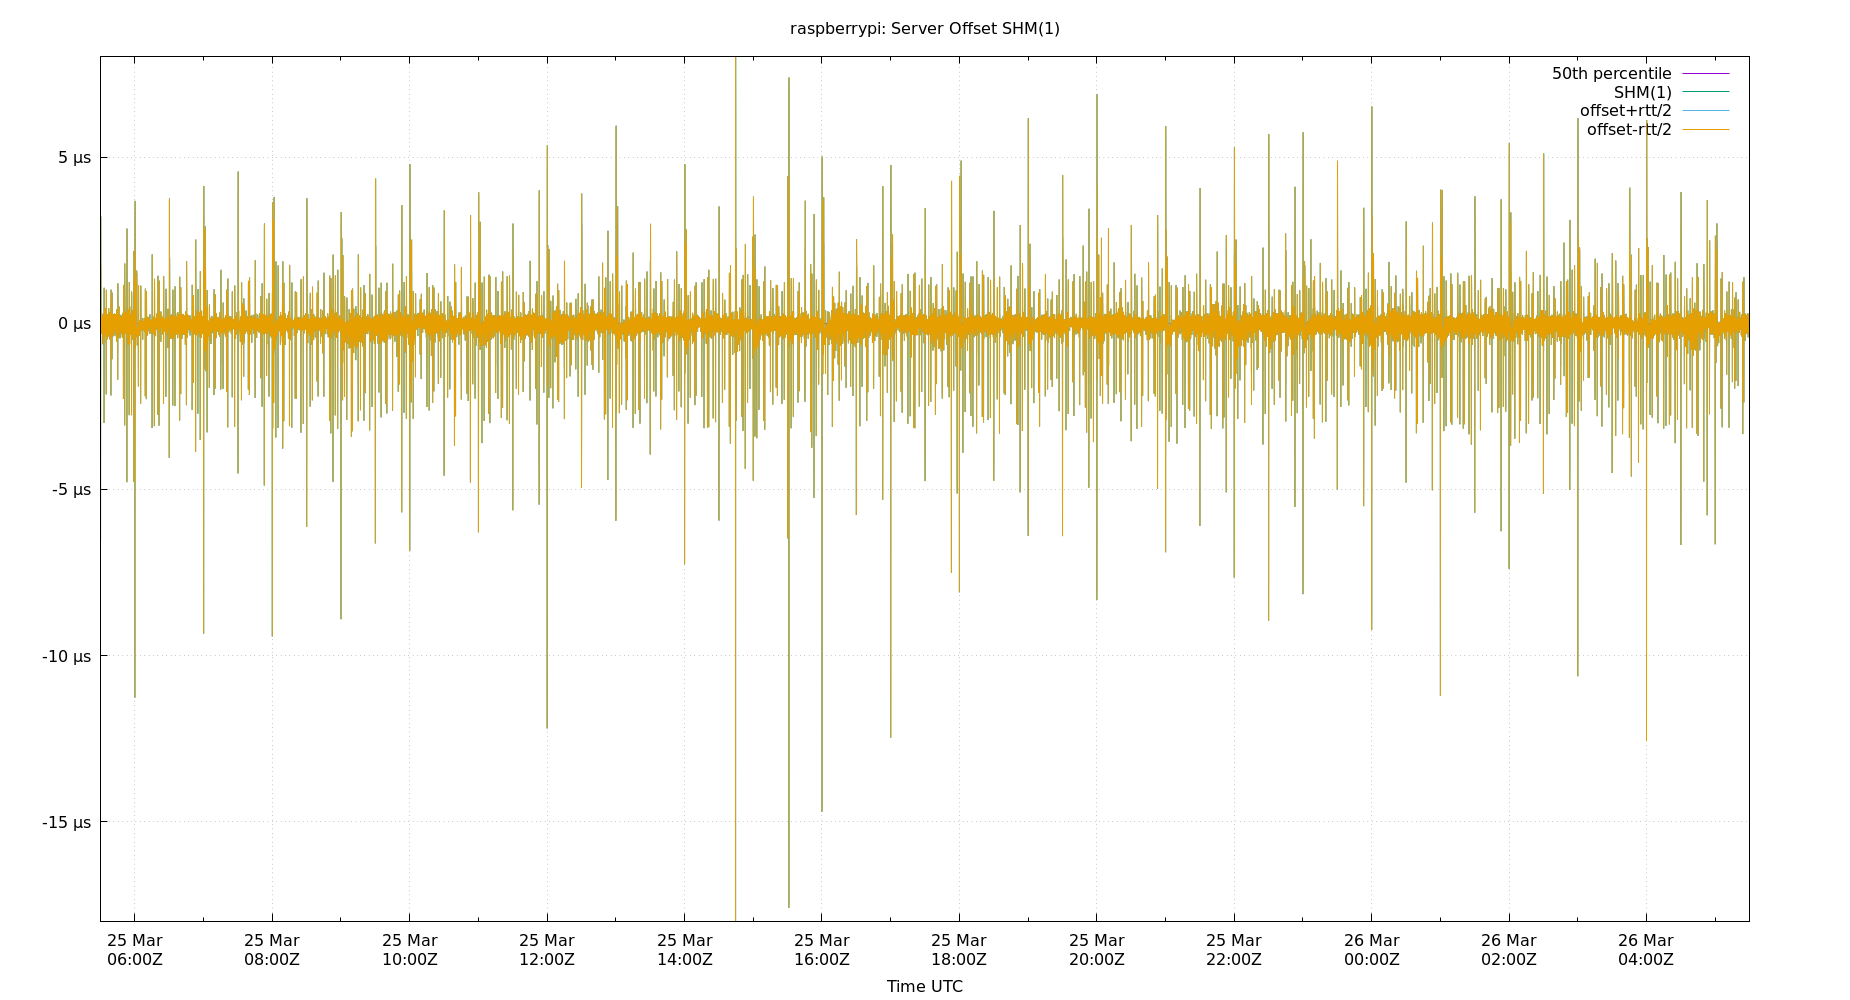 raspberrypi: Server Offset SHM(1)
50th percentile
SHM(1)
offset+rtt/2
offset-rtt/2
5 µs
0 µs
-5 µs
-10 µs
-15 µs
25 Mar 25 Mar 25 Mar 25 Mar 25 Mar 25 Mar 25 Mar 25 Mar 25 Mar 26 Mar 26 Mar 26 Mar
06:00Z 08:00Z 10:00Z 12:00Z 14:00Z 16:00Z 18:00Z 20:00Z 22:00Z 00:00Z 02:00Z 04:00Z
Time UTC